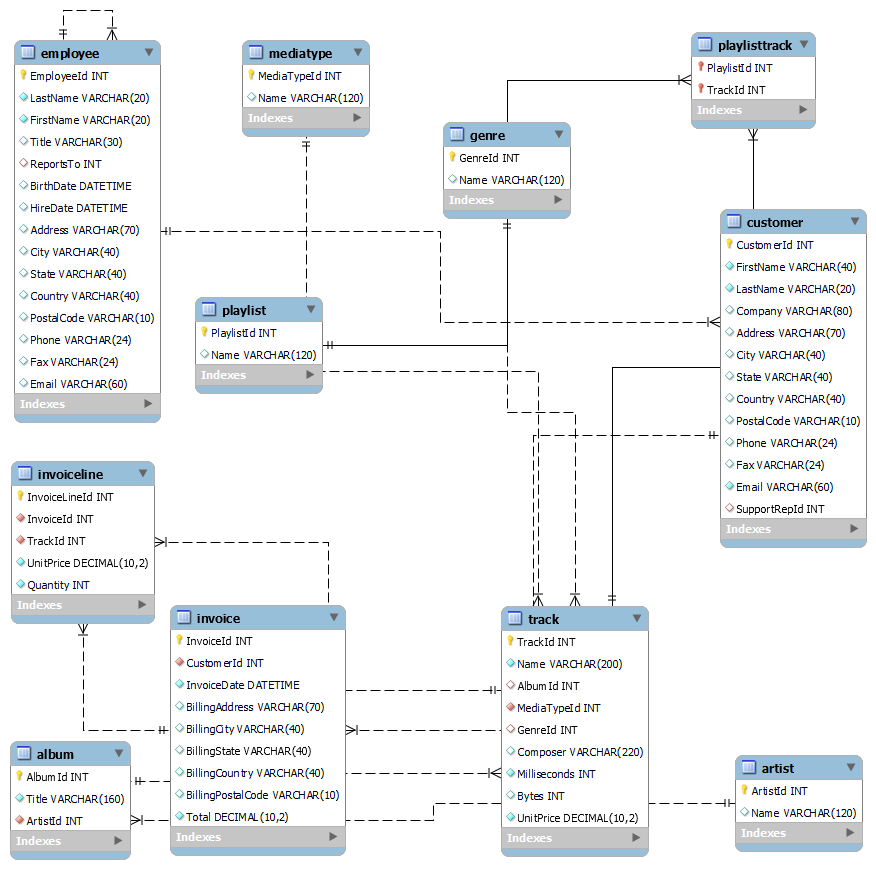 employee
EmployeeId INT
LastName VARCHAR(20)
FirstName VARCHAR(20)
Title VARCHAR(30)
ReportsTo INT
BirthDate DATETIME
HireDate DATETIME
Address VARCHAR(70)
City VARCHAR(40)
State VARCHAR(40)
Country VARCHAR(40)
PostalCode VARCHAR(10)
Phone VARCHAR(24)
Fax VARCHAR(24)
Email VARCHAR(60)
Indexes
mediatype
MediaTypeId INT
Name VARCHAR(120)
Indexes
genre
GenreId INT
Name VARCHAR(120)
Indexes
playlisttrack
PlaylistId INT
TrackId INT
Indexes
customer
CustomerId INT
FirstName VARCHAR(40)
LastName VARCHAR(20)
Company VARCHAR(80)
Address VARCHAR(70)
City VARCHAR(40)
State VARCHAR(40)
Country VARCHAR(40)
PostalCode VARCHAR(10)
Phone VARCHAR(24)
Fax VARCHAR(24)
Email VARCHAR(60)
SupportRepId INT
Indexes
playlist
PlaylistId INT
Name VARCHAR(120)
Indexes
invoiceline
InvoiceLineId INT
InvoiceId INT
TrackId INT
UnitPrice DECIMAL(10,2)
Quantity INT
Indexes
invoice
InvoiceId INT
CustomerId INT
InvoiceDate DATETIME
BillingAddress VARCHAR(70)
BillingCity VARCHAR(40)
BillingState VARCHAR(40)
BillingCountry VARCHAR(40)
BillingPostalCode VARCHAR(10)
Total DECIMAL(10,2)
Indexes
track
TrackId INT
Name VARCHAR(200)
AlbumId INT
MediaTypeId INT
GenreId INT
Composer VARCHAR(220)
Milliseconds INT
Bytes INT
UnitPrice DECIMAL(10,2)
Indexes
album
AlbumId INT
Title VARCHAR(160)
ArtistId INT
Indexes
artist
ArtistId INT
Name VARCHAR(120)
Indexes